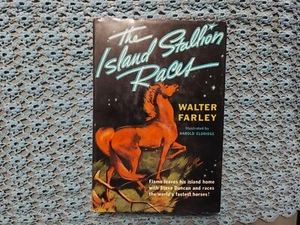 The
Island Stallion
Races
WALTER
FARLEY
Illustrated by
HAROLD ELDRIDGE
Flame leaves his island home
with Steve Duncan and races
the world's fastest horses!